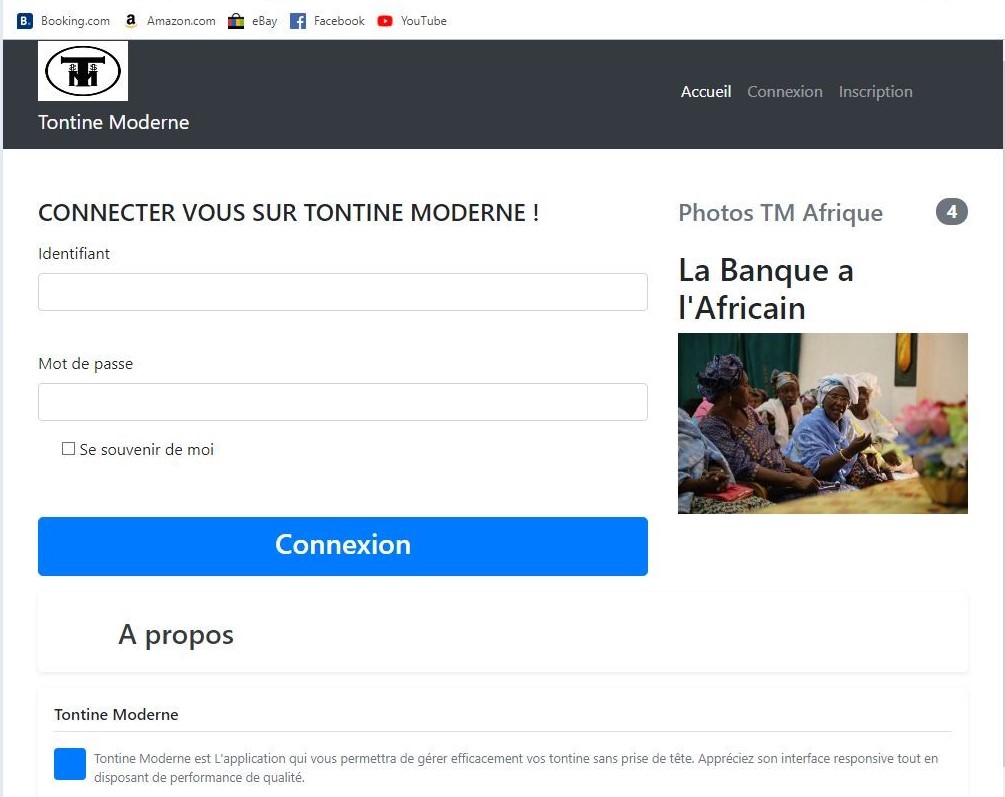 Booking.com Amazon.com eBay Facebook YouTube
TM
Tontine Moderne
Accueil Connexion Inscription
CONNECTER VOUS SUR TONTINE MODERNE !
Identifiant
Mot de passe
Se souvenir de moi
Connexion
Photos TM Afrique 4
La Banque a
l'Africain
A propos
Tontine Moderne
Tontine Moderne est L'application qui vous permettra de gérer efficacement vos tontine sans prise de tête. Appréciez son interface responsive tout en
disposant de performance de qualité.